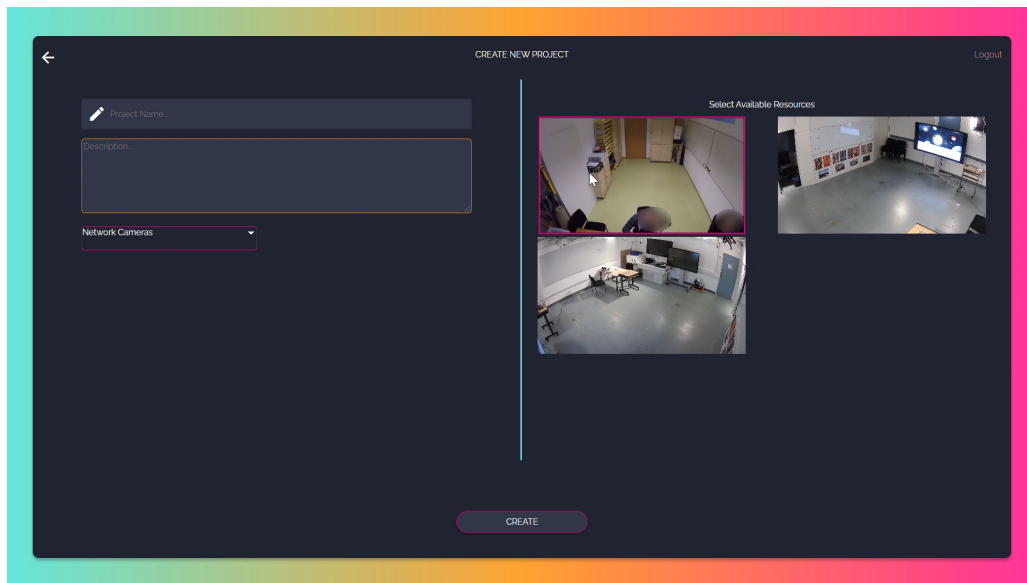 CREATE NEW PROJECT
Logout
Project Name...
Description...
Network Cameras
Select Available Resources
CREATE